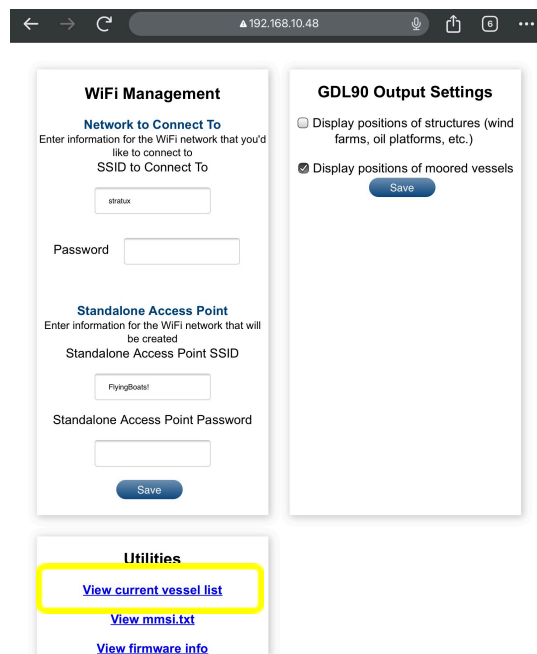 192.168.10.48
6
WiFi Management
Network to Connect To
Enter information for the WiFi network that you'd
like to connect to
SSID to Connect To
stratux
Password
Standalone Access Point
Enter information for the WiFi network that will
be created
Standalone Access Point SSID
FlyingBoats!
Standalone Access Point Password
Save
GDL90 Output Settings
Display positions of structures (wind
farms, oil platforms, etc.)
Display positions of moored vessels
Save
Utilities
View current vessel list
View mmsi.txt
View firmware info